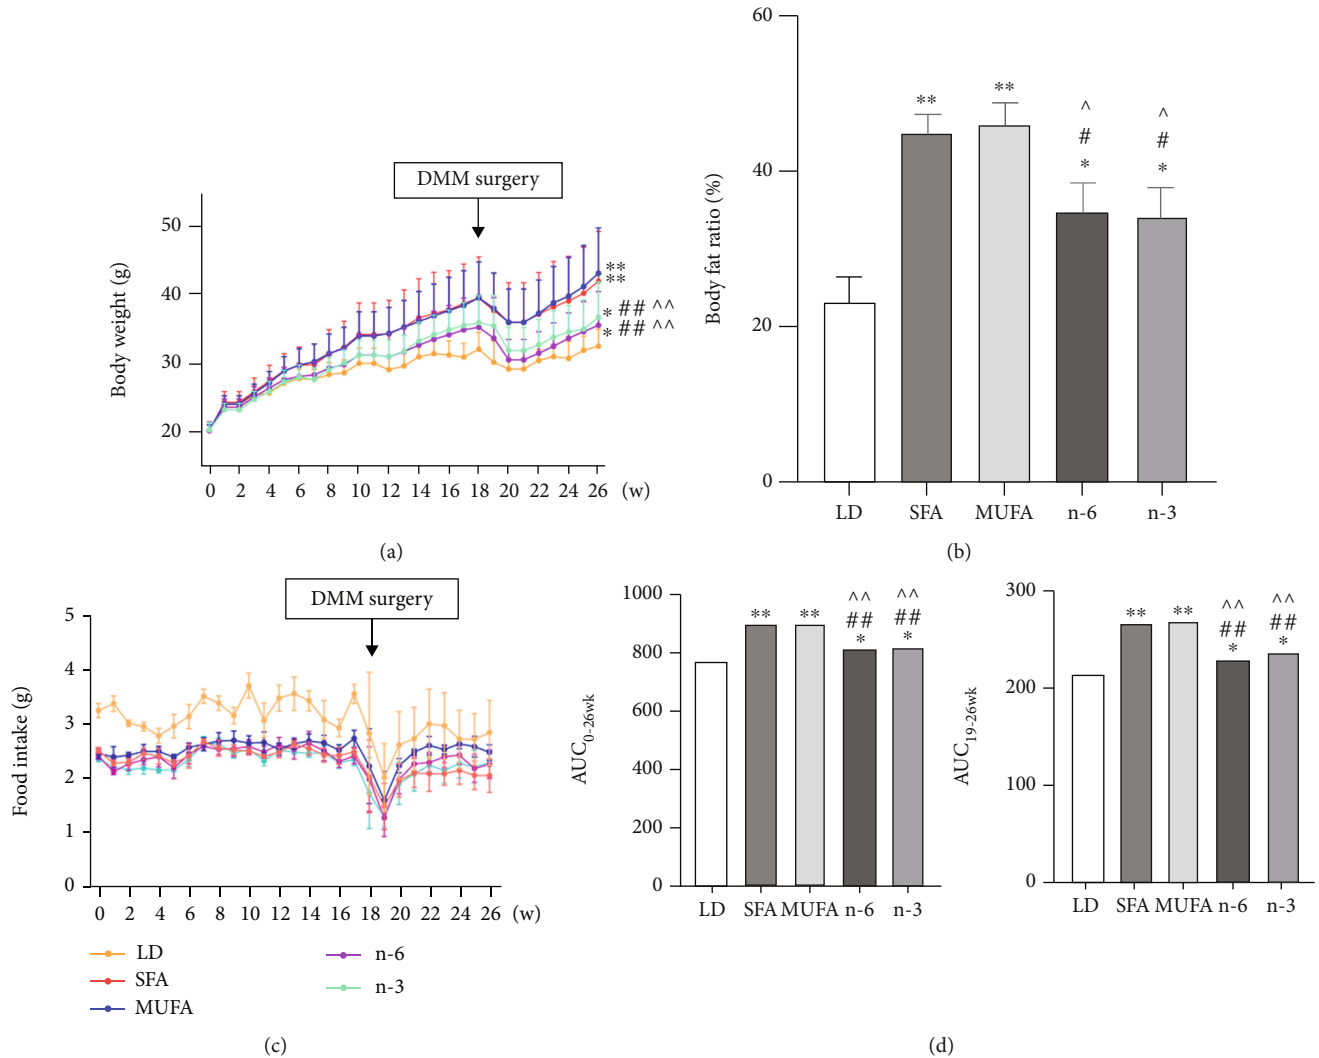 DMM surgery
Body weight (g)
50
40
30
20
**
**
* ## ^^
* ## ^^
0 2 4 6 8 10 12 14 16 18 20 22 24 26 (w)
(a)
Body fat ratio (%)
60
40
20
0
**
**
^
#
*
^
#
*
LD SFA MUFA n-6 n-3
(b)
DMM surgery
Food intake (g)
5
4
3
2
1
0
0 2 4 6 8 10 12 14 16 18 20 22 24 26 (w)
LD
SFA
MUFA
n-6
n-3
(c)
AUC0-26wk
1000
800
600
400
200
0
**
**
^^
##
*
^^
##
*
LD SFA MUFA n-6 n-3
AUC19-26wk
300
200
100
0
**
**
^^
##
*
^^
##
*
LD SFA MUFA n-6 n-3
(d)